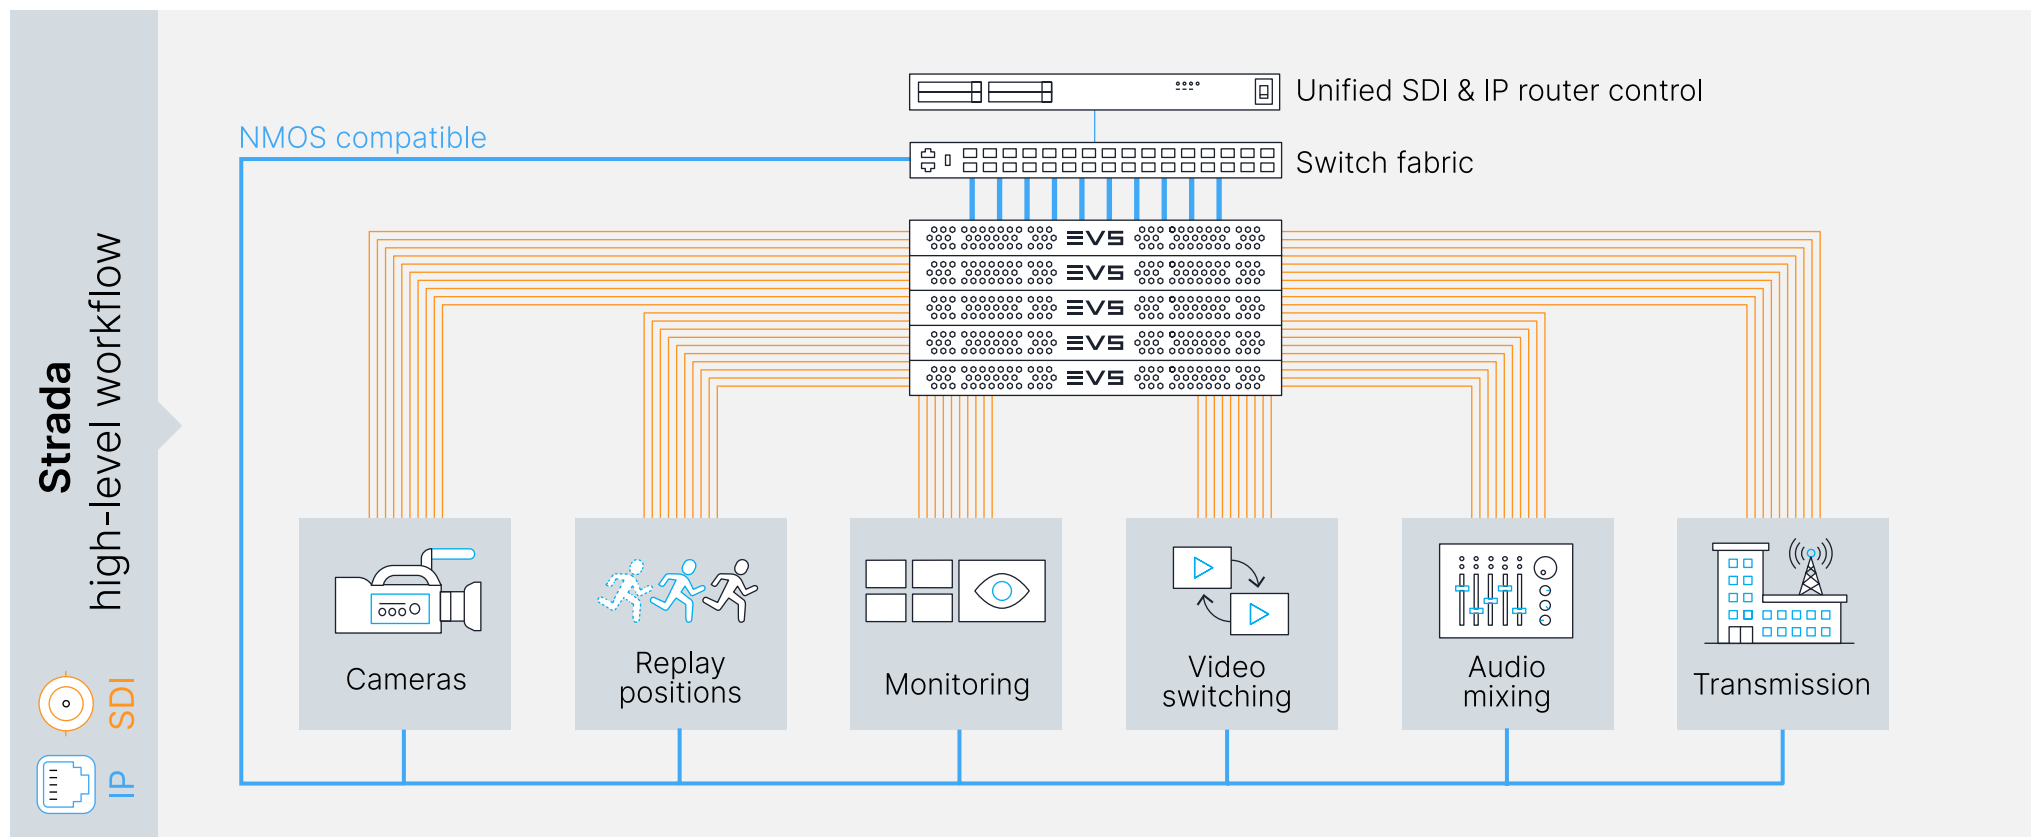 Strada
high-level workflow
SDI
IP
NMOS compatible
Unified SDI & IP router control
Switch fabric
EVS
EVS
EVS
EVS
EVS
Cameras
Replay
positions
Monitoring
Video
switching
Audio
mixing
Transmission